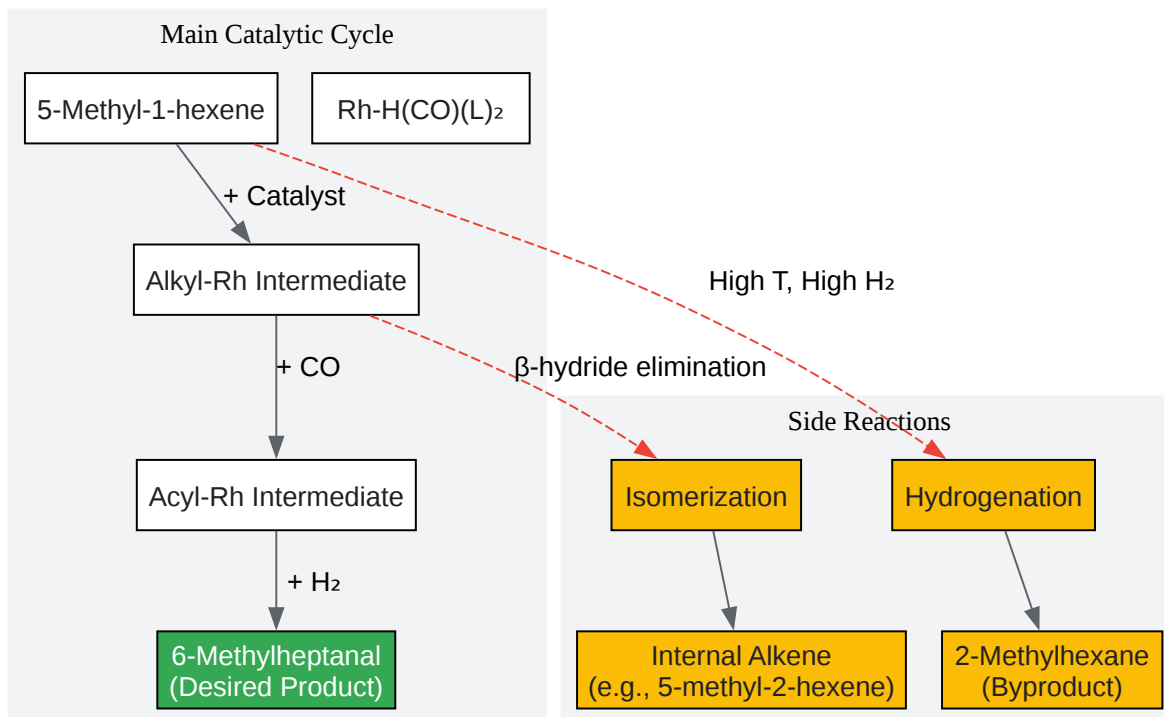 Main Catalytic Cycle
5-Methyl-1-hexene
Rh-H(CO)(L)₂
+ Catalyst
Alkyl-Rh Intermediate
High T, High H₂
+ CO
β-hydride elimination
Side Reactions
Acyl-Rh Intermediate
Isomerization
Hydrogenation
+ H₂
6-Methylheptanal
(Desired Product)
Internal Alkene
(e.g., 5-methyl-2-hexene)
2-Methylhexane
(Byproduct)